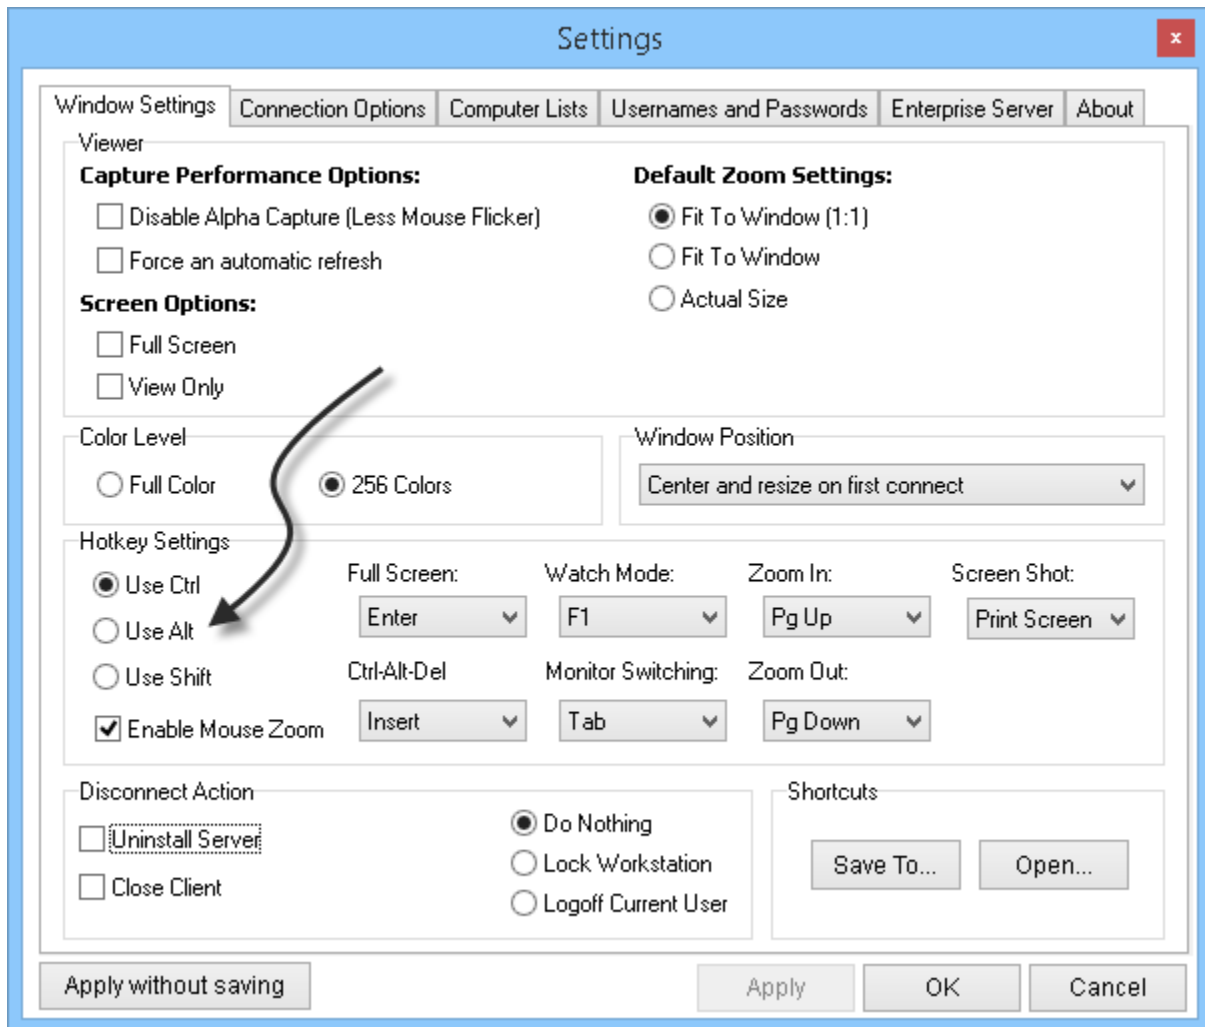 Settings
x
Window Settings Connection Options Computer Lists Usernames and Passwords Enterprise Server About
Viewer
Capture Performance Options:
Disable Alpha Capture (Less Mouse Flicker)
Force an automatic refresh
Screen Options:
Full Screen
View Only
Default Zoom Settings:
Fit To Window (1:1)
Fit To Window
Actual Size
Color Level
Full Color 256 Colors
Window Position
Center and resize on first connect
Hotkey Settings
Use Ctrl
Use Alt
Use Shift
Enable Mouse Zoom
Full Screen: Watch Mode: Zoom In: Screen Shot:
Enter F1 Pg Up Print Screen
Ctrl-Alt-Del Monitor Switching: Zoom Out:
Insert Tab Pg Down
Disconnect Action
Uninstall Server
Close Client
Do Nothing
Lock Workstation
Logoff Current User
Shortcuts
Save To... Open...
Apply without saving Apply OK Cancel